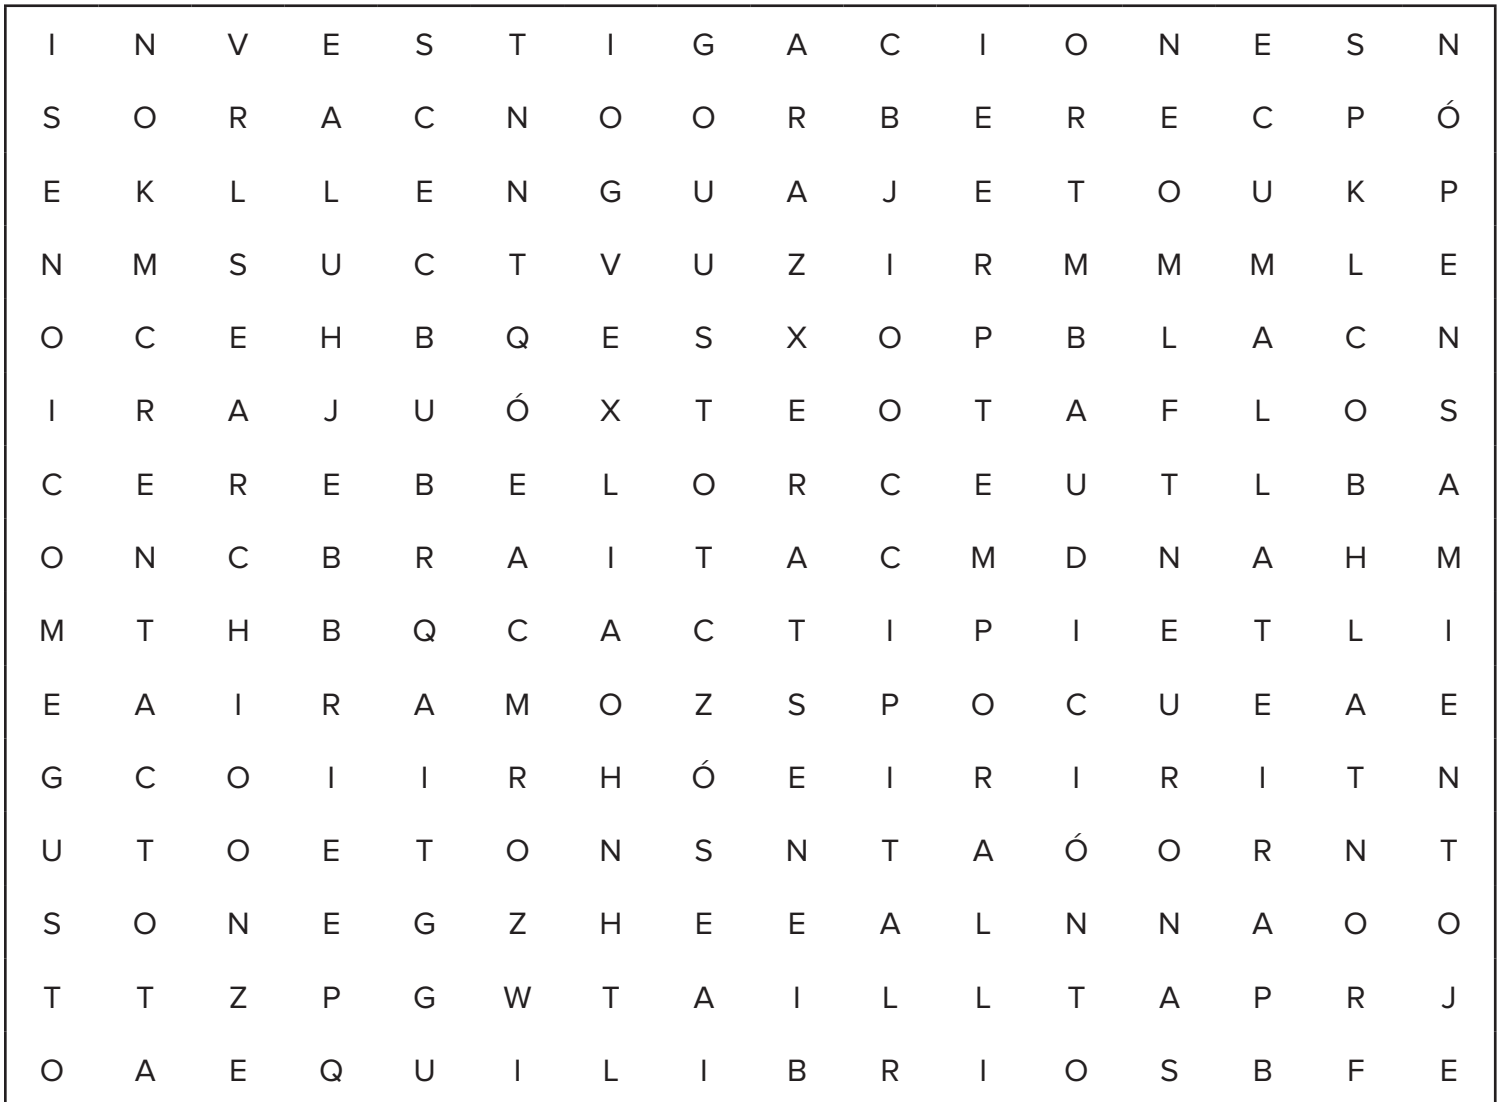 I N V E S T I G A C I O N E S N
S O R A C N O O R B E R E C P Ó
E K L L E N G U A J E T O U K P
N M S U C T V U Z I R M M M L E
O C E H B Q E S X O P B L A C N
I R A J U Ó X T E O T A F L O S
C E R E B E L O R C E U T L B A
O N C B R A I T A C M D N A H M
M T H B Q C A C T I P I E T L I
E A I R A M O Z S P O C U E A E
G C O I I R H Ó E I R I R I T N
U T O E T O N S N T A Ó O R N T
S O N E G Z H E E A L N N A O O
T T Z P G W T A I L L T A P R J
O A E Q U I L I B R I O S B F E